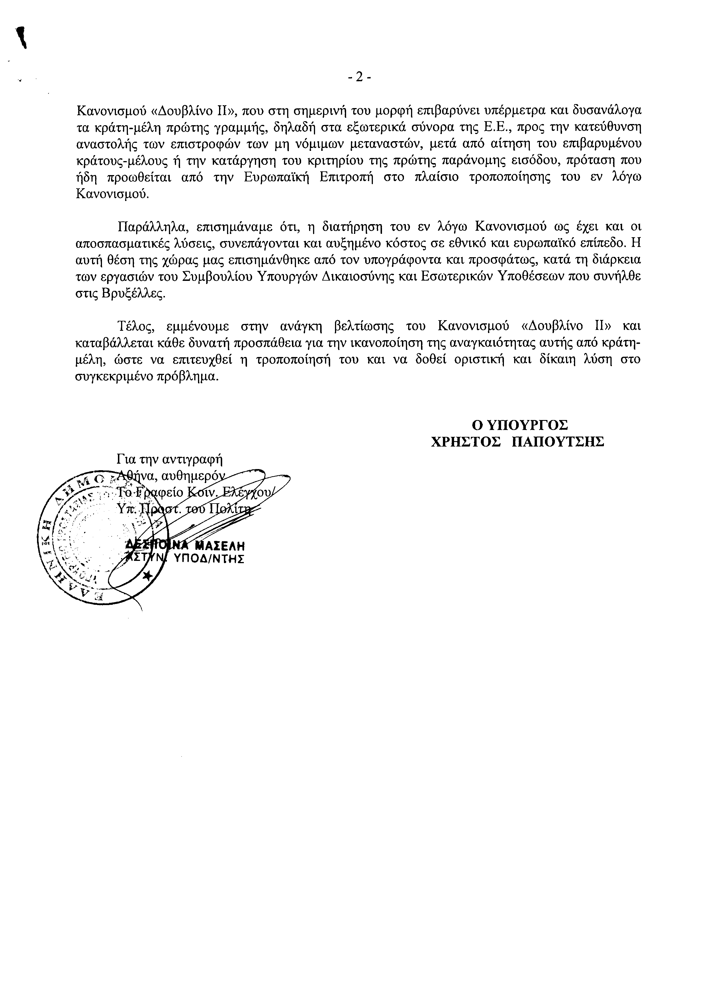 - 2 -
Κανονισμού «Δουβλίνο ΙΙ», που στη σημερινή του μορφή επιβαρύνει υπέρμετρα και δυσανάλογα
τα κράτη-μέλη πρώτης γραμμής, δηλαδή στα εξωτερικά σύνορα της Ε.Ε., προς την κατεύθυνση
αναστολής των επιστροφών των μη νόμιμων μεταναστών, μετά από αίτηση του επιβαρυμένου
κράτους-μέλους ή την κατάργηση του κριτηρίου της πρώτης παράνομης εισόδου, πρόταση που
ήδη προωθείται από την Ευρωπαϊκή Επιτροπή στο πλαίσιο τροποποίησης του εν λόγω
Κανονισμού.
Παράλληλα, επισημάναμε ότι, η διατήρηση του εν λόγω Κανονισμού ως έχει και οι
αποσπασματικές λύσεις, συνεπάγονται και αυξημένο κόστος σε εθνικό και ευρωπαϊκό επίπεδο. Η
αυτή θέση της χώρας μας επισημάνθηκε από τον υπογράφοντα και προσφάτως, κατά τη διάρκεια
των εργασιών του Συμβουλίου Υπουργών Δικαιοσύνης και Εσωτερικών Υποθέσεων που συνήλθε
στις Βρυξέλλες.
Τέλος, εμμένουμε στην ανάγκη βελτίωσης του Κανονισμού «Δουβλίνο ΙΙ» και
καταβάλλεται κάθε δυνατή προσπάθεια για την ικανοποίηση της αναγκαιότητας αυτής από κράτη-
μέλη, ώστε να επιτευχθεί η τροποποίησή του και να δοθεί οριστική και δίκαιη λύση στο
συγκεκριμένο πρόβλημα.
Ο ΥΠΟΥΡΓΟΣ
ΧΡΗΣΤΟΣ ΠΑΠΟΥΤΣΗΣ
Για την αντιγραφή
Αθήνα, αυθημερόν
Το Γραφείο Κοιν. Ελέγχου/
Υπ. Προστ. του Πολίτη
ΔΕΣΠΟΙΝΑ ΜΑΣΕΛΗ
ΑΣΤΥΝ. ΥΠΟΔ/ΝΤΗΣ
ΕΛΛΗΝΙΚΗ